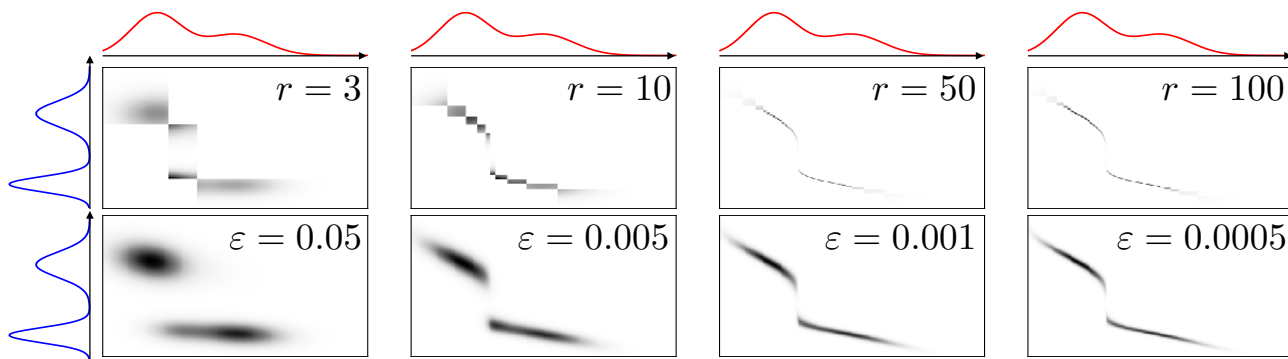 r = 3
r = 10
r = 50
r = 100
ε = 0.05
ε = 0.005
ε = 0.001
ε = 0.0005